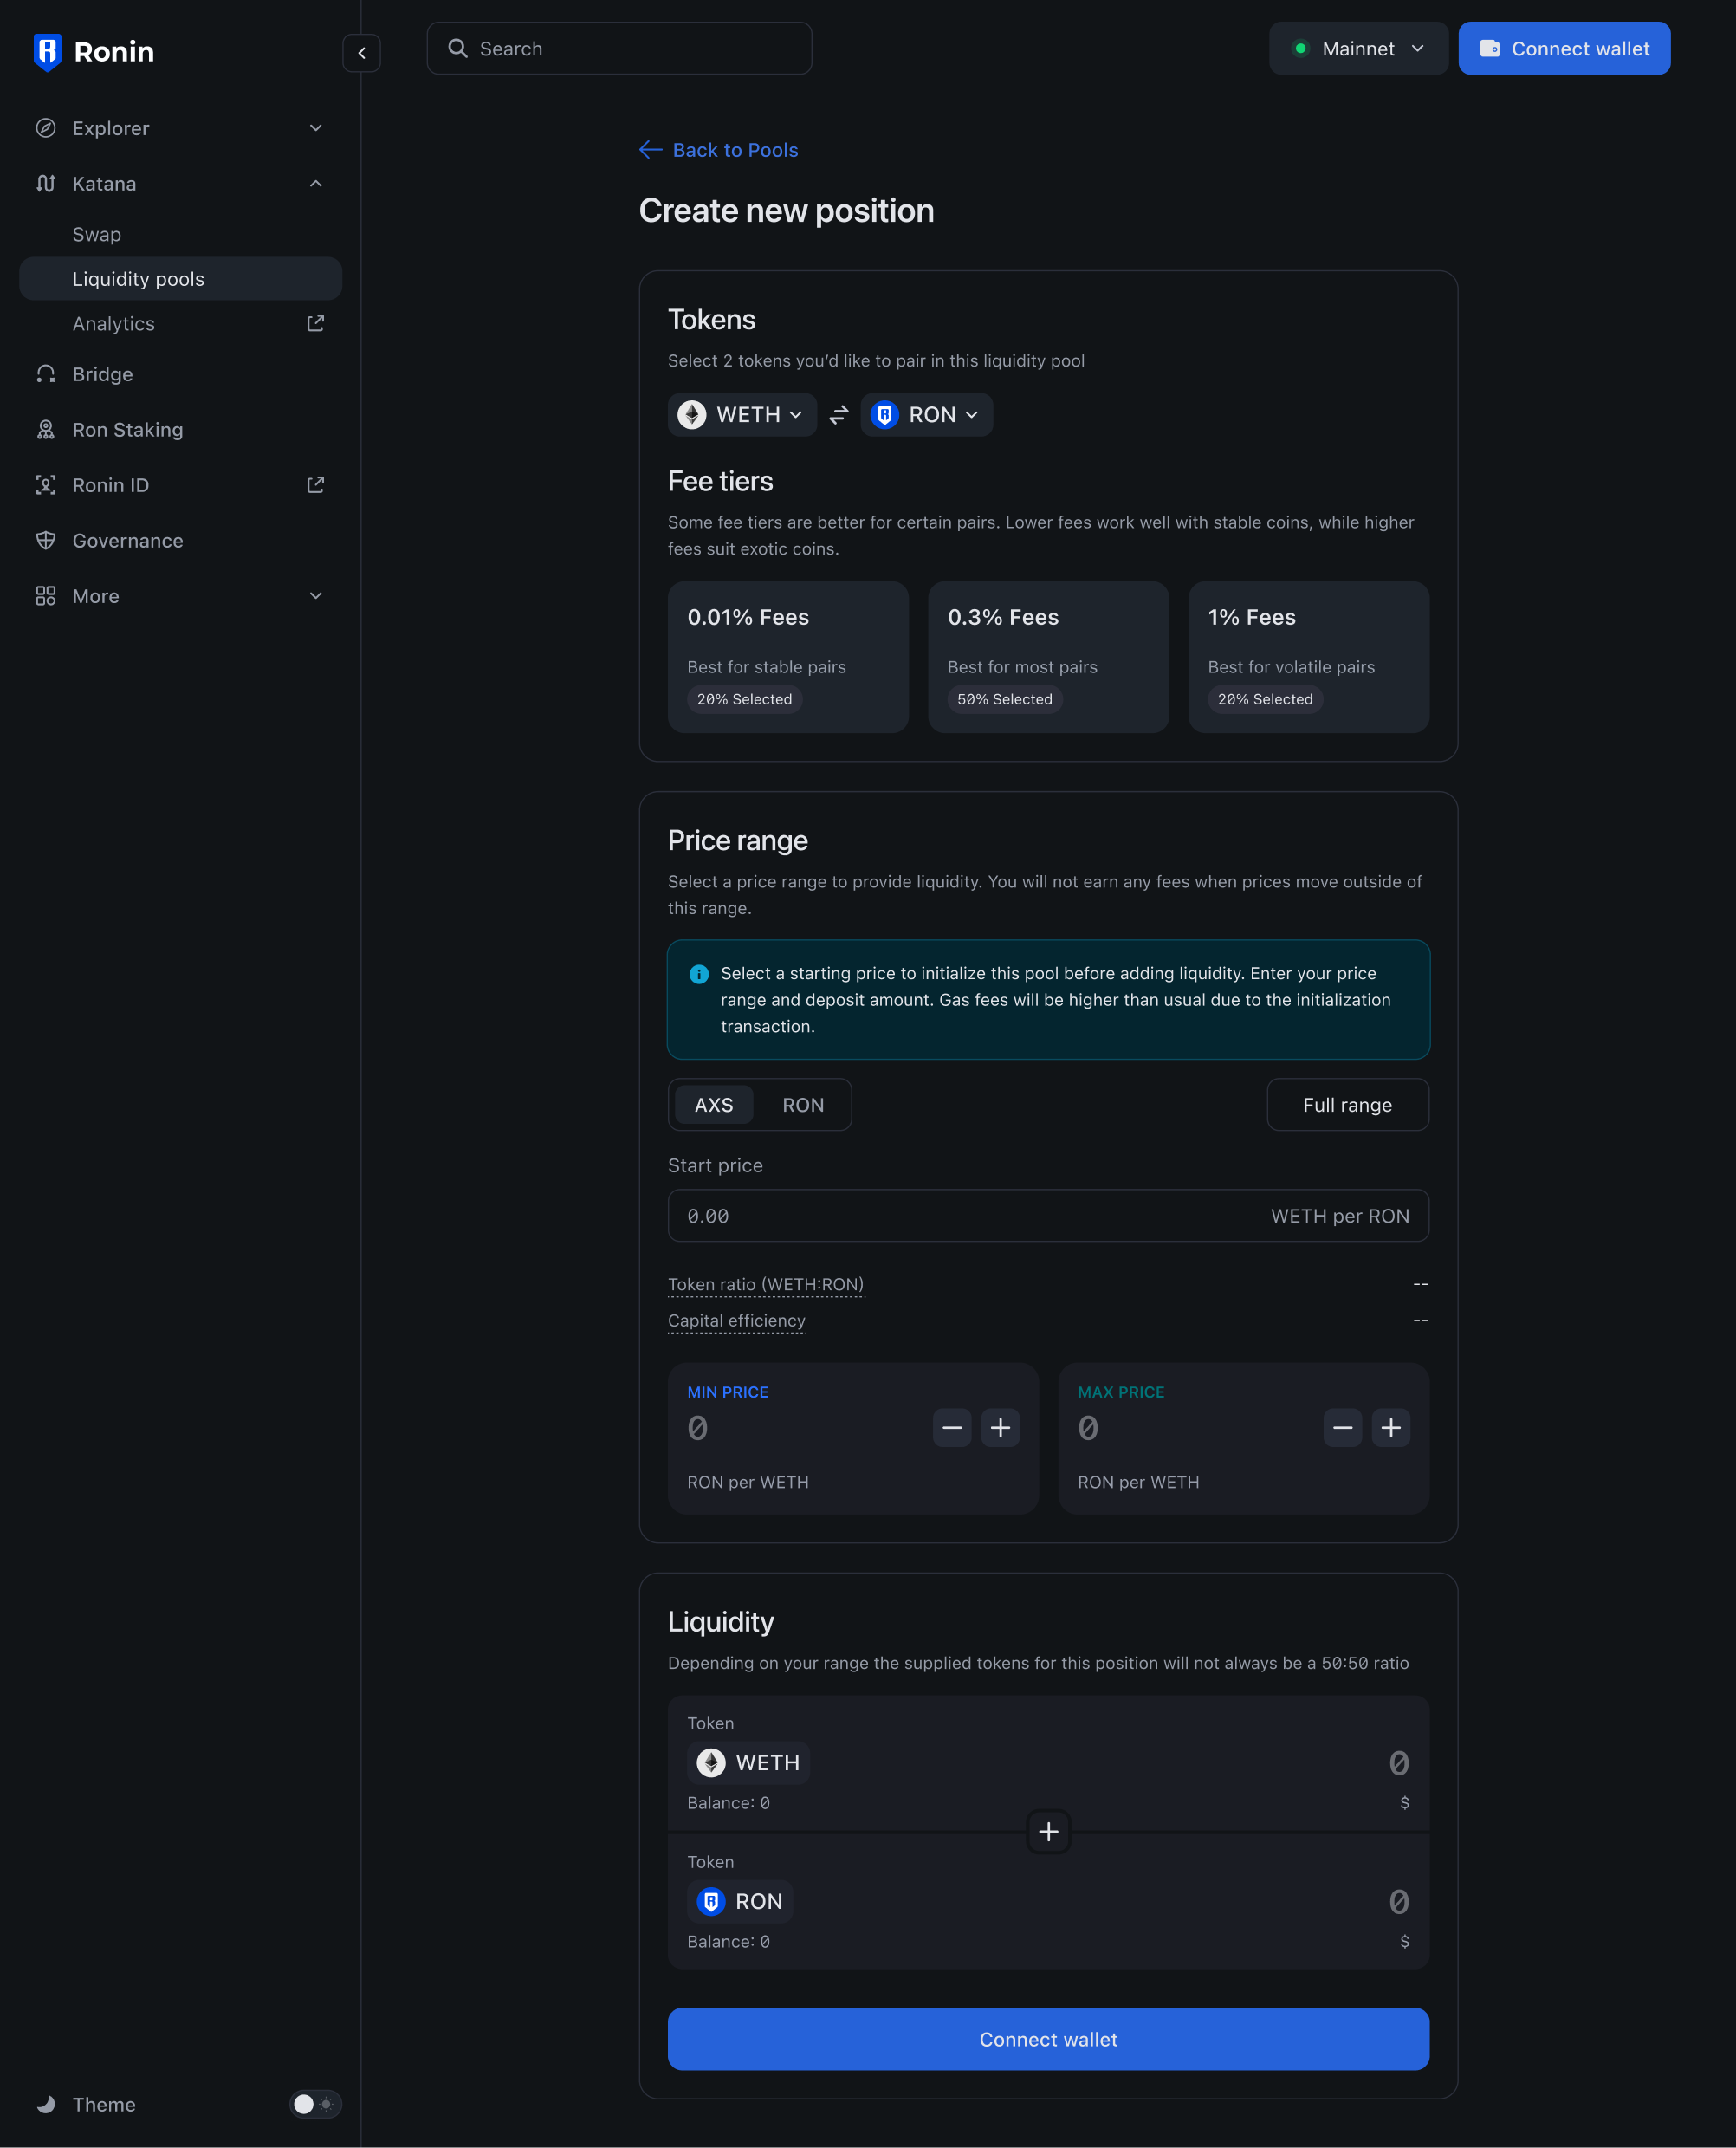 Ronin
Search
Mainnet
Connect wallet
Explorer
Katana
Swap
Liquidity pools
Analytics
Bridge
Ron Staking
Ronin ID
Governance
More
Theme
Back to Pools
Create new position
Tokens
Select 2 tokens you’d like to pair in this liquidity pool
WETH
RON
Fee tiers
Some fee tiers are better for certain pairs. Lower fees work well with stable coins, while higher
fees suit exotic coins.
0.01% Fees
Best for stable pairs
20% Selected
0.3% Fees
Best for most pairs
50% Selected
1% Fees
Best for volatile pairs
20% Selected
Price range
Select a price range to provide liquidity. You will not earn any fees when prices move outside of
this range.
Select a starting price to initialize this pool before adding liquidity. Enter your price
range and deposit amount. Gas fees will be higher than usual due to the initialization
transaction.
AXS
RON
Full range
Start price
0.00
WETH per RON
Token ratio (WETH:RON)
--
Capital efficiency
--
MIN PRICE
0
RON per WETH
MAX PRICE
0
RON per WETH
Liquidity
Depending on your range the supplied tokens for this position will not always be a 50:50 ratio
Token
WETH
0
Balance: 0
$
Token
RON
0
Balance: 0
$
Connect wallet